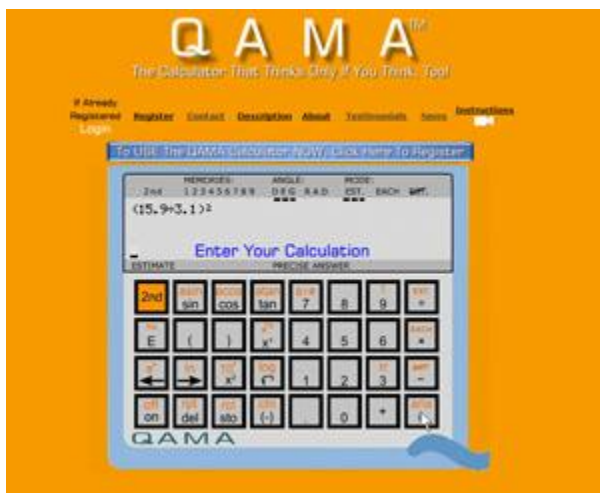 QAMA™
The Calculator That Thinks Only If You Think, Too!
If Already
Registered
Login
Register Contact Description About Testimonials News Instructions
To USE The QAMA Calculator NOW, Click Here To Register
MEMORIES: ANGLE: MODE:
2nd 1 2 3 4 5 6 7 8 9 DEG RAD EST. EACH
(15.9÷3.1)²
Enter Your Calculation
ESTIMATE PRECISE ANSWER
2nd sin cos tan 7 8 9 ÷
E ( ) 4 5 6
← → x² 1 2 3 −
off
on del sto (-) 0
QAMA